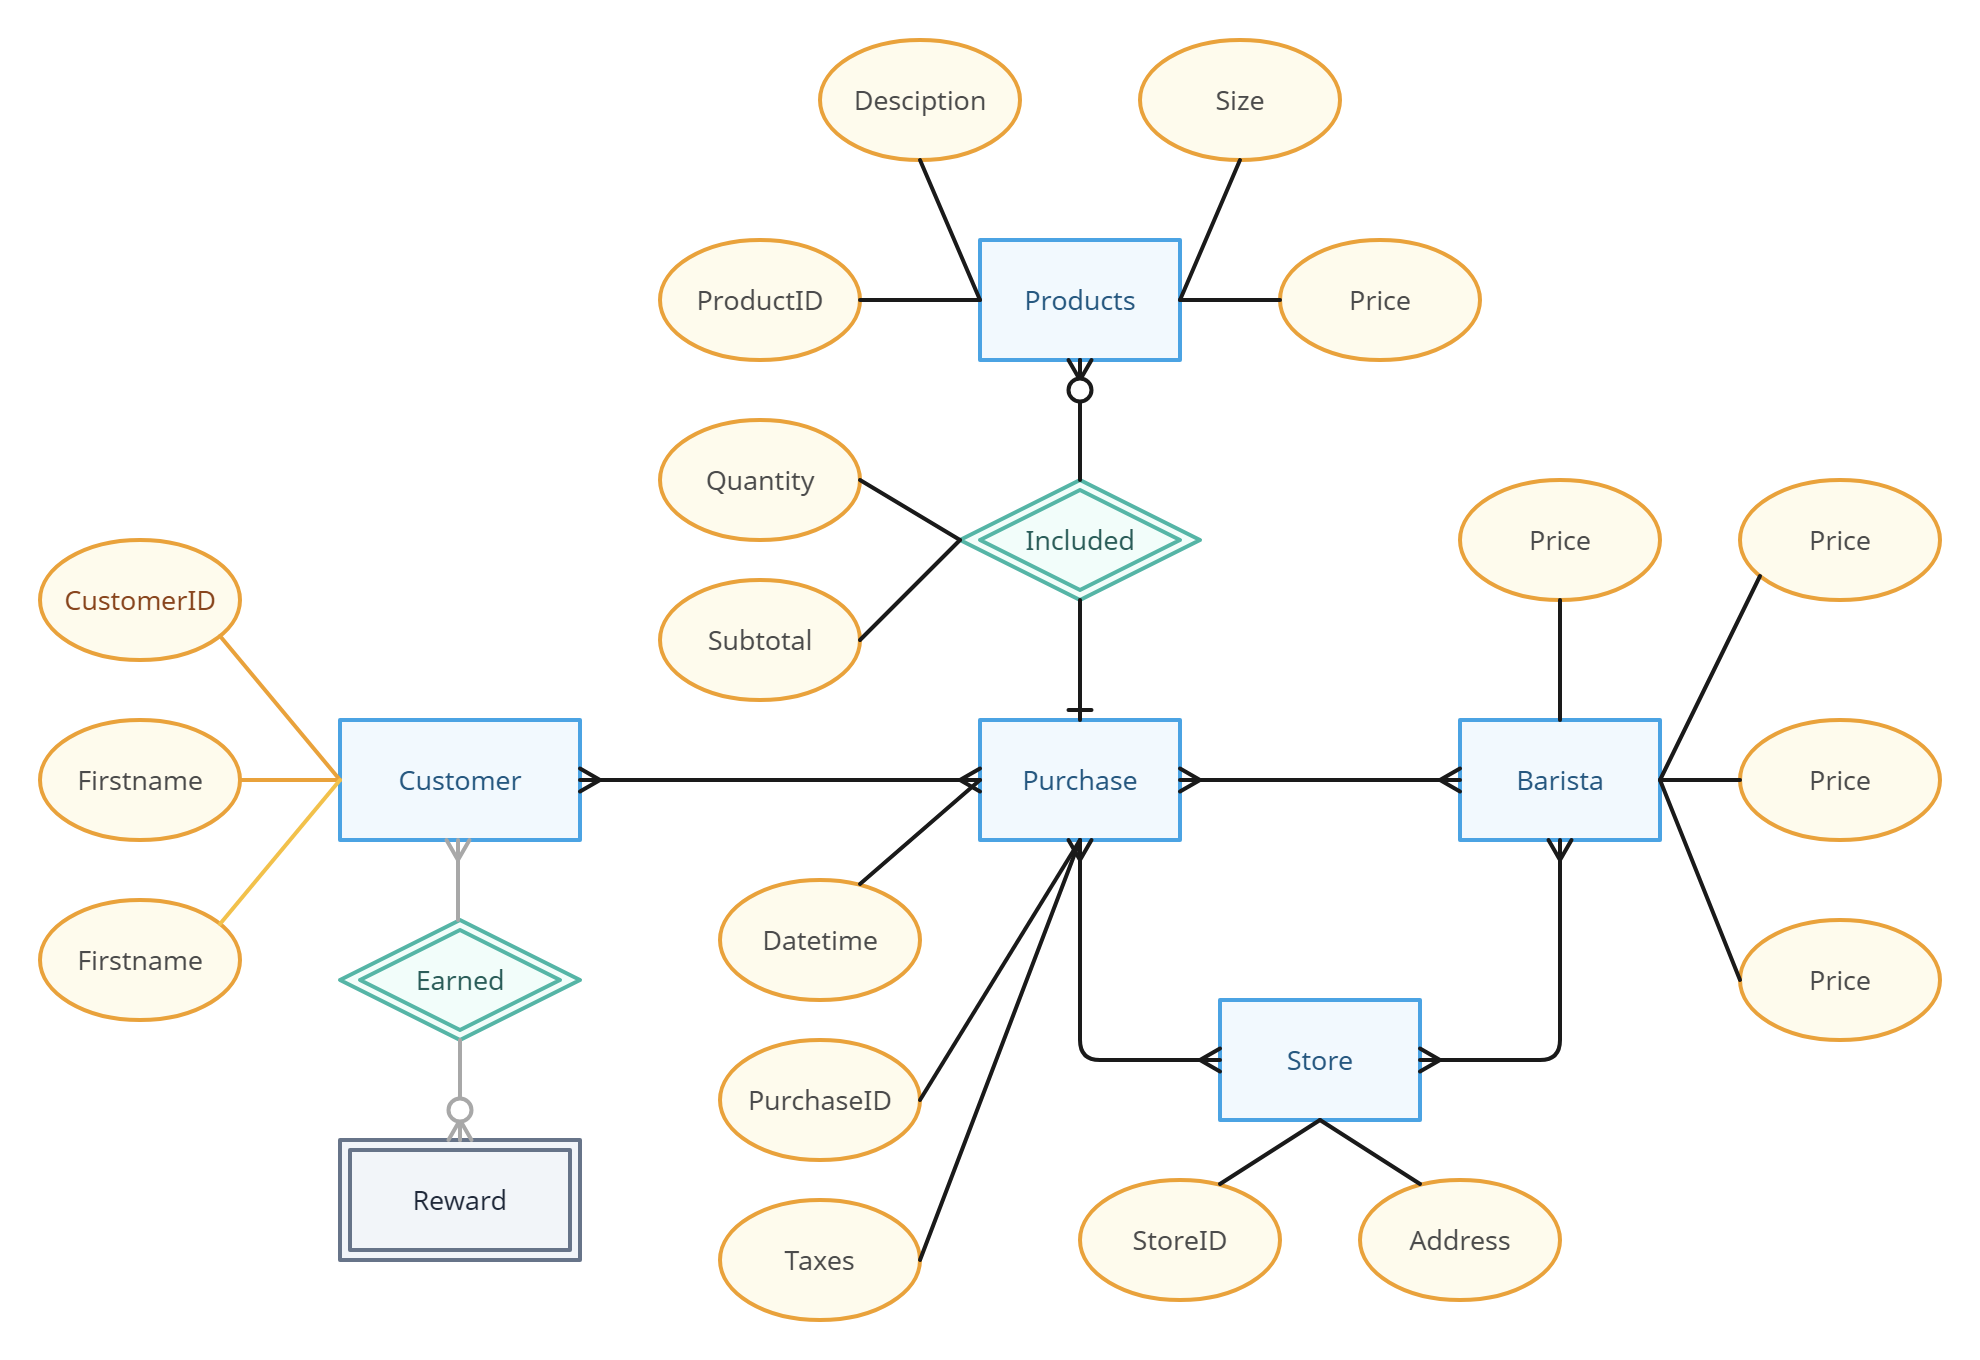 Desciption
Size
ProductID
Products
Price
Quantity
Included
Price
Price
CustomerID
Subtotal
Firstname
Customer
Purchase
Barista
Price
Firstname
Earned
Datetime
Price
PurchaseID
Store
Reward
Taxes
StoreID
Address